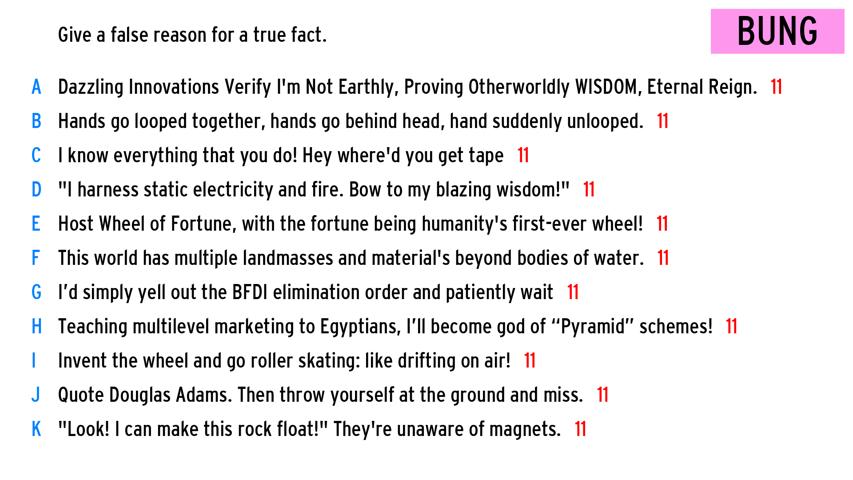 Give a false reason for a true fact.
BUNG
A Dazzling Innovations Verify I'm Not Earthly, Proving Otherworldly WISDOM, Eternal Reign. 11
B Hands go looped together, hands go behind head, hand suddenly unlooped. 11
C I know everything that you do! Hey where'd you get tape 11
D "I harness static electricity and fire. Bow to my blazing wisdom!" 11
E Host Wheel of Fortune, with the fortune being humanity's first-ever wheel! 11
F This world has multiple landmasses and material's beyond bodies of water. 11
G I’d simply yell out the BFDI elimination order and patiently wait 11
H Teaching multilevel marketing to Egyptians, I’ll become god of “Pyramid” schemes! 11
I Invent the wheel and go roller skating: like drifting on air! 11
J Quote Douglas Adams. Then throw yourself at the ground and miss. 11
K "Look! I can make this rock float!" They're unaware of magnets. 11